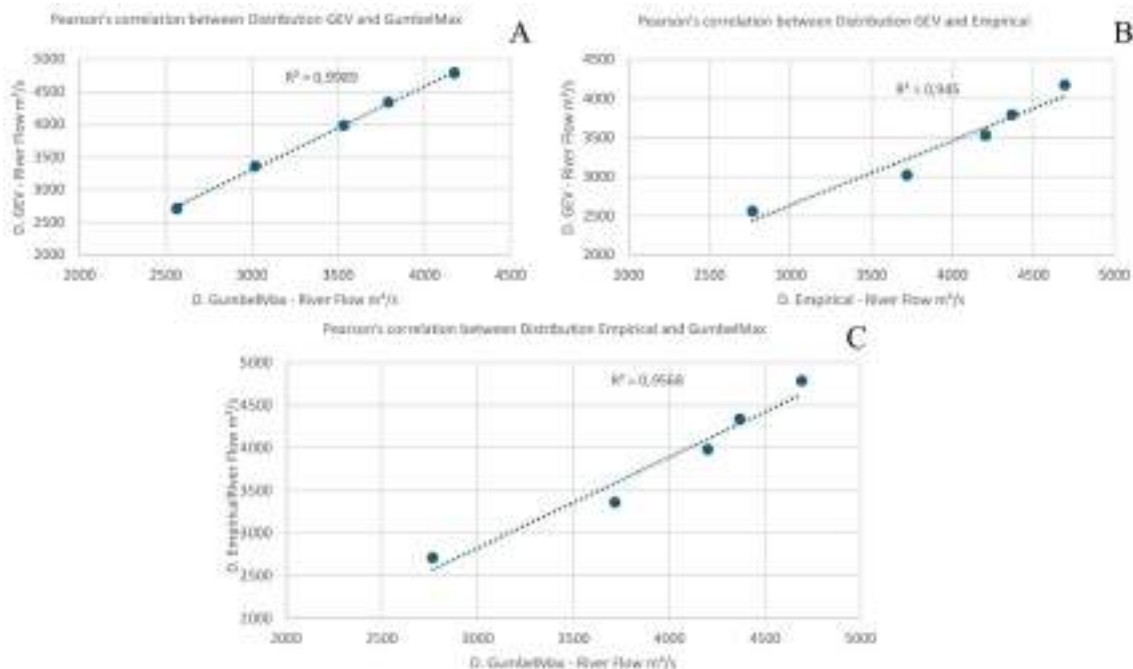 Pearson's correlation between Distribution GEV and GumbelMax
A
R² = 0,9989
5000
4500
4000
3500
3000
2500
2000
2000 2500 3000 3500 4000 4500
D. GEV - River Flow m³/s
D. GumbelMax - River Flow m³/s
Pearson's correlation between Distribution GEV and Empirical
B
R² = 0,945
4500
4000
3500
3000
2500
2000
2000 2500 3000 3500 4000 4500 5000
D. GEV - River Flow m³/s
D. Empirical - River Flow m³/s
Pearson's correlation between Distribution Empirical and GumbelMax
C
R² = 0,9568
5000
4500
4000
3500
3000
2500
2000
2000 2500 3000 3500 4000 4500 5000
D. Empirical River Flow m³/s
D. GumbelMax - River Flow m³/s